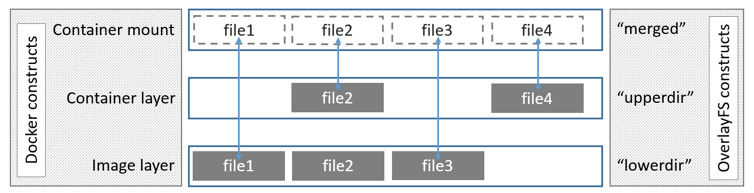 Docker constructs
Container mount
file1 file2 file3 file4
“merged”
Container layer
file2 file4
“upperdir”
Image layer
file1 file2 file3
“lowerdir”
OverlayFS constructs